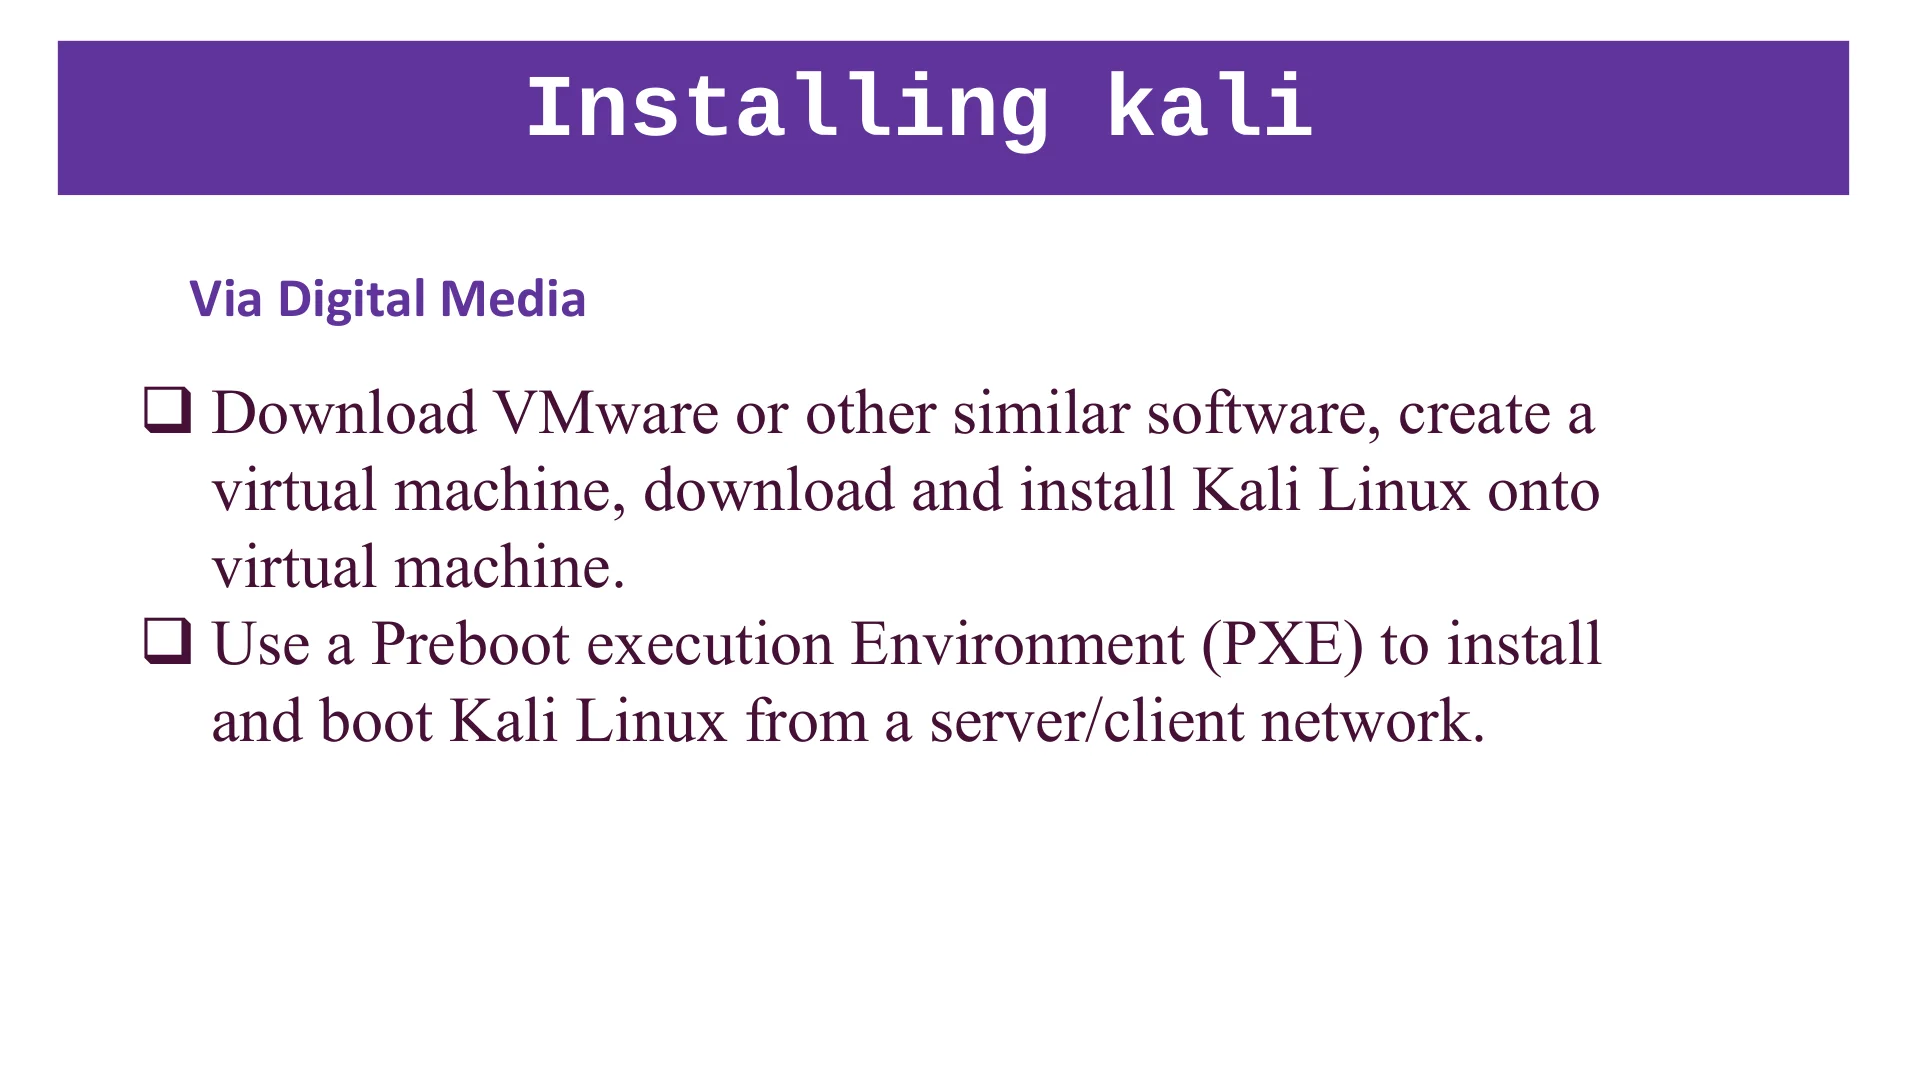 Installing kali
Via Digital Media
❑ Download VMware or other similar software, create a
virtual machine, download and install Kali Linux onto
virtual machine.
❑ Use a Preboot execution Environment (PXE) to install
and boot Kali Linux from a server/client network.